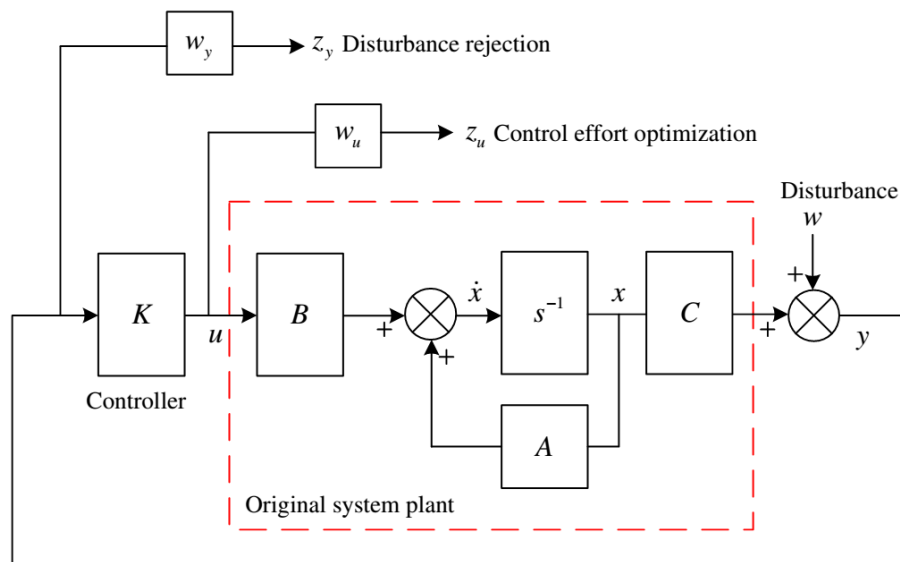 w_y
z_y Disturbance rejection
w_u
z_u Control effort optimization
Disturbance
w
+
K
u
B
+
+
ẋ
s⁻¹
x
C
+
y
Controller
A
Original system plant